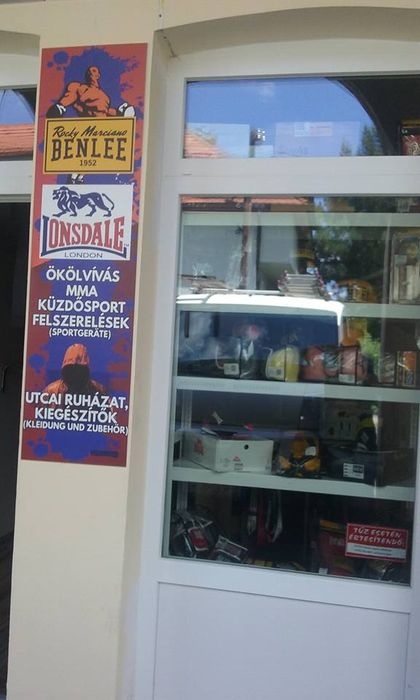 Rocky Marciano
BENLEE
1952
LONSDALE
LONDON
ÖKÖLVÍVÁS
MMA
KÜZDŐSPORT
FELSZERELÉSEK
(SPORTGERÄTE)
UTCAI RUHÁZAT,
KIEGÉSZÍTŐK
(KLEIDUNG UND ZUBEHÖR)
TŰZ ESETÉN
ÉRTESÍTENDŐ: